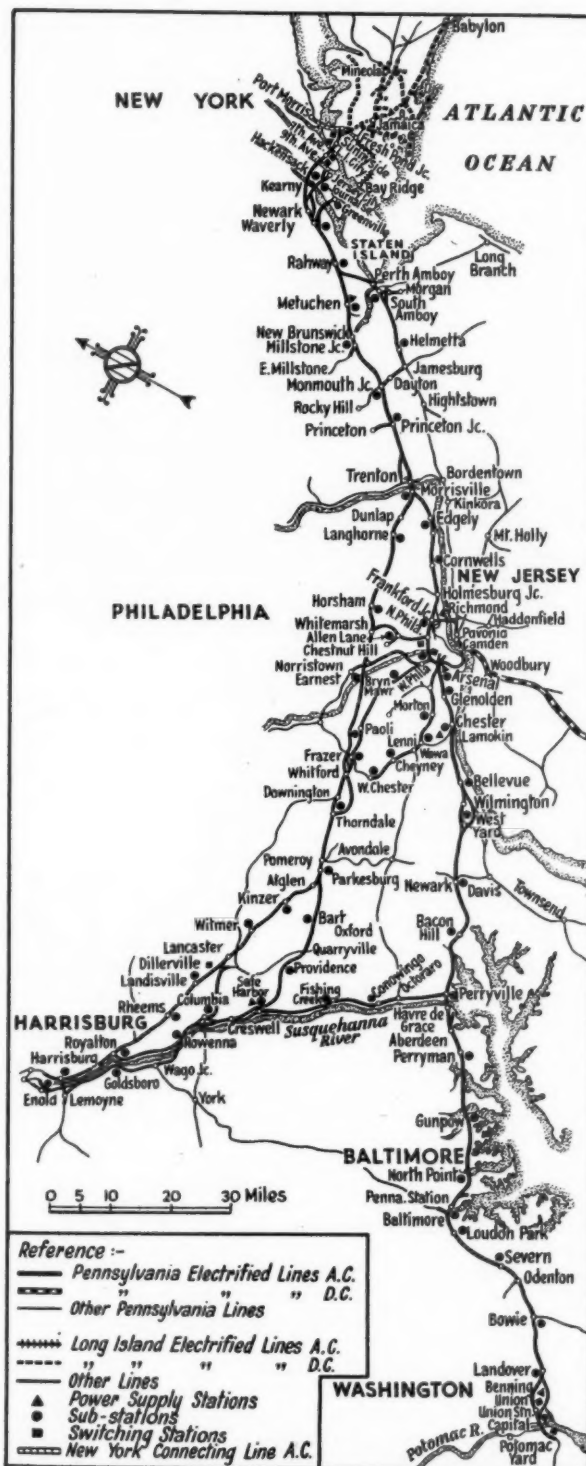 Babylon
Mineola
NEW YORK
Port Morris
ATLANTIC
OCEAN
Jamaica
Fresh Pond Jc.
Sunnyside
L.I. City
9th. Ave.
Hackensack
Jersey City
Journal Sq.
Bay Ridge
Kearny
Greenville
Newark
Waverly
STATEN
ISLAND
Long
Branch
Rahway
Perth Amboy
Morgan
South
Amboy
Metuchen
New Brunswick
Millstone Jc.
Helmetta
E. Millstone
Jamesburg
Monmouth Jc.
Dayton
Rocky Hill
Hightstown
Princeton
Princeton Jc.
Trenton
Bordentown
Morrisville
Kinkora
Dunlap
Edgely
Langhorne
Mt. Holly
Cornwells
NEW JERSEY
Frankford Jc.
Holmesburg Jc.
Horsham
Richmond
PHILADELPHIA
N. Phila.
Haddonfield
Whitemarsh
Allen Lane
Pavonia
Chestnut Hill
Camden
Norristown
Woodbury
Earnest
Bryn
Mawr
W. Phila.
Arsenal
Glenolden
Morton
Chester
Paoli
Lamokin
Lenni
Wawa
Frazer
Cheyney
Whitford
W. Chester
Bellevue
Downington
Wilmington
West
Yard
Thorndale
Avondale
Pomeroy
Atglen
Parkesburg
Newark
Davis
Kinzer
Townsend
Bart
Witmer
Oxford
Bacon
Hill
Lancaster
Quarryville
Dillerville
Landisville
Providence
Safe
Harbor
Conowingo
Octoraro
Rheems
Columbia
Fishing
Creek
Perryville
HARRISBURG
Creswell
Havre de
Grace
Royalton
Rowenna
Susquehanna
River
Aberdeen
Harrisburg
Perryman
Wago Jc.
Goldsboro
Enola
Lemoyne
York
Gunpow
BALTIMORE
North Point
0 5 10 20 30 Miles
Penna. Station
Baltimore
Loudon Park
Reference :-
Pennsylvania Electrified Lines A.C.
" " " D.C.
Other Pennsylvania Lines
Long Island Electrified Lines A.C.
" " " " D.C.
Other Lines
Power Supply Stations
Sub-stations
Switching Stations
New York Connecting Line A.C.
Severn
Odenton
Bowie
Landover
WASHINGTON
Benning
Union
Union Stn.
Capital
Potomac R.
Potomac
Yard